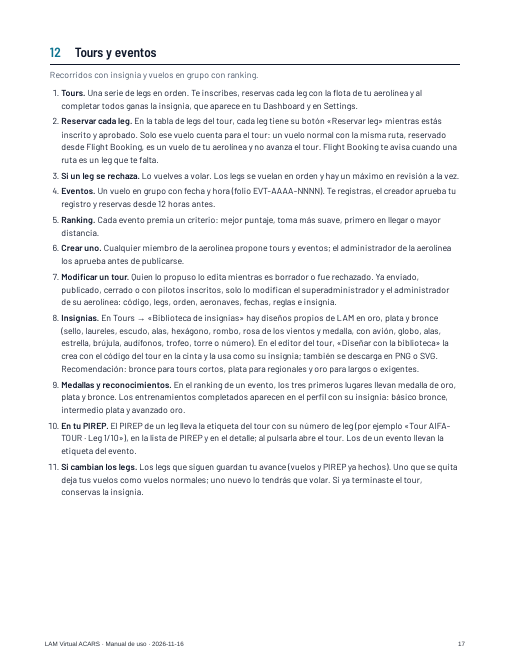 12 Tours y eventos
Recorridos con insignia y vuelos en grupo con ranking.
1. Tours. Una serie de legs en orden. Te inscribes, reservas cada leg con la flota de tu aerolínea y al
completar todos ganas la insignia, que aparece en tu Dashboard y en Settings.
2. Reservar cada leg. En la tabla de legs del tour, cada leg tiene su botón «Reservar leg» mientras estás
inscrito y aprobado. Solo ese vuelo cuenta para el tour: un vuelo normal con la misma ruta, reservado
desde Flight Booking, es un vuelo de tu aerolínea y no avanza el tour. Flight Booking te avisa cuando una
ruta es un leg que te falta.
3. Si un leg se rechaza. Lo vuelves a volar. Los legs se vuelan en orden y hay un máximo en revisión a la vez.
4. Eventos. Un vuelo en grupo con fecha y hora (folio EVT-AAAA-NNNN). Te registras, el creador aprueba tu
registro y reservas desde 12 horas antes.
5. Ranking. Cada evento premia un criterio: mejor puntaje, toma más suave, primero en llegar o mayor
distancia.
6. Crear uno. Cualquier miembro de la aerolínea propone tours y eventos; el administrador de la aerolínea
los aprueba antes de publicarse.
7. Modificar un tour. Quien lo propuso lo edita mientras es borrador o fue rechazado. Ya enviado,
publicado, cerrado o con pilotos inscritos, solo lo modifican el superadministrador y el administrador
de su aerolínea: código, legs, orden, aeronaves, fechas, reglas e insignia.
8. Insignias. En Tours → «Biblioteca de insignias» hay diseños propios de LAM en oro, plata y bronce
(sello, laureles, escudo, alas, hexágono, rombo, rosa de los vientos y medalla, con avión, globo, alas,
estrella, brújula, audífonos, trofeo, torre o número). En el editor del tour, «Diseñar con la biblioteca» la
crea con el código del tour en la cinta y la usa como su insignia; también se descarga en PNG o SVG.
Recomendación: bronce para tours cortos, plata para regionales y oro para largos o exigentes.
9. Medallas y reconocimientos. En el ranking de un evento, los tres primeros lugares llevan medalla de oro,
plata y bronce. Los entrenamientos completados aparecen en el perfil con su insignia: básico bronce,
intermedio plata y avanzado oro.
10. En tu PIREP. El PIREP de un leg lleva la etiqueta del tour con su número de leg (por ejemplo «Tour AIFA-
TOUR · Leg 1/10»), en la lista de PIREP y en el detalle; al pulsarla abre el tour. Los de un evento llevan la
etiqueta del evento.
11. Si cambian los legs. Los legs que siguen guardan tu avance (vuelos y PIREP ya hechos). Uno que se quita
deja tus vuelos como vuelos normales; uno nuevo lo tendrás que volar. Si ya terminaste el tour,
conservas la insignia.
LAM Virtual ACARS · Manual de uso · 2026-11-16 17